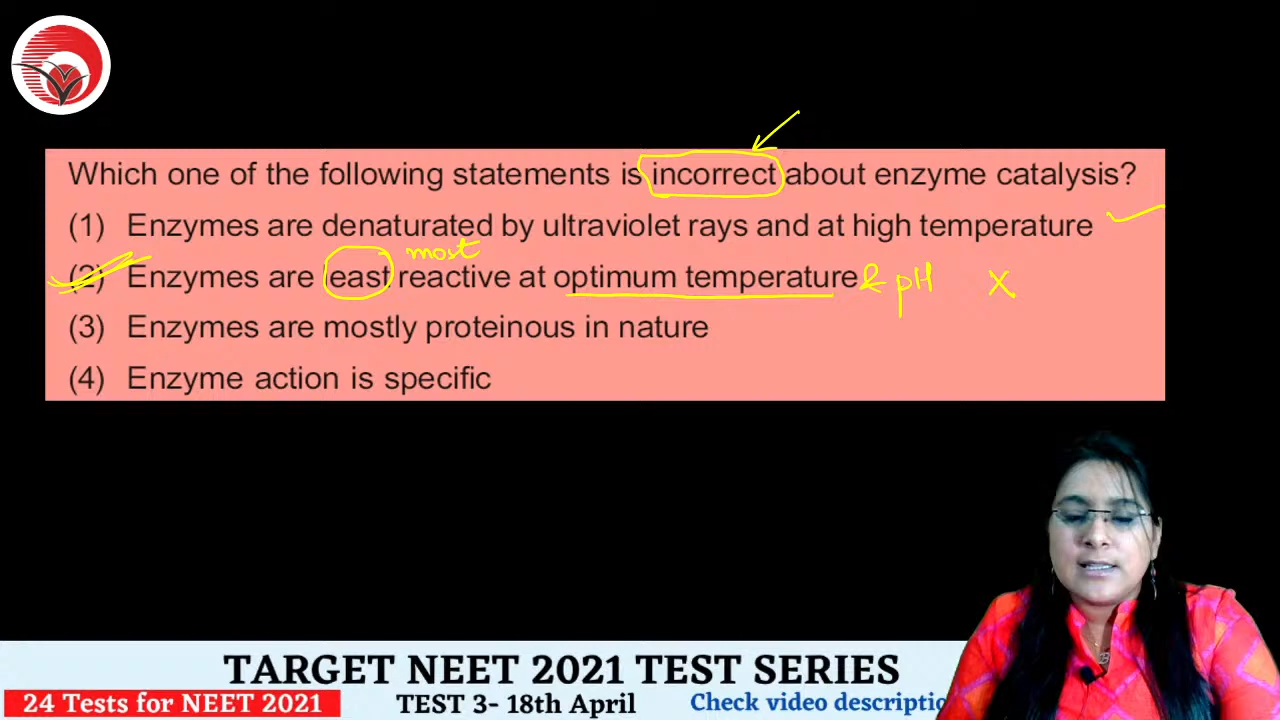 Which one of the following statements is incorrect about enzyme catalysis?
(1) Enzymes are denaturated by ultraviolet rays and at high temperature
most
(2) Enzymes are least reactive at optimum temperature & pH X
(3) Enzymes are mostly proteinous in nature
(4) Enzyme action is specific
TARGET NEET 2021 TEST SERIES
24 Tests for NEET 2021 TEST 3- 18th April Check video descriptio